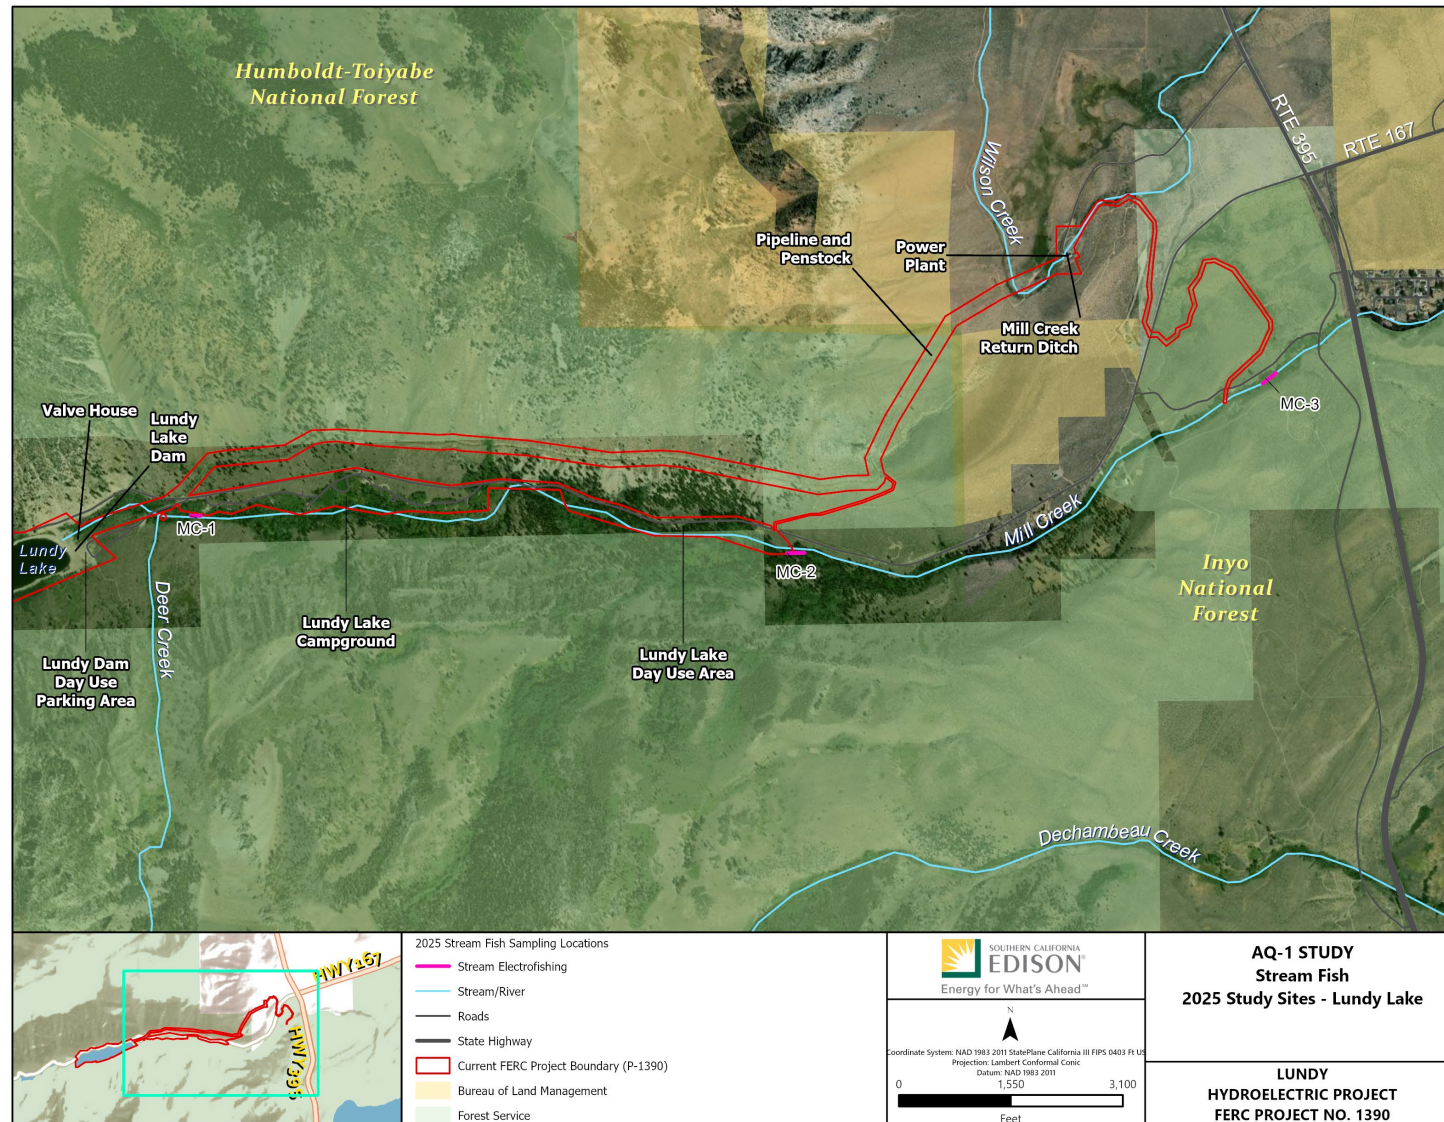 Humboldt-Toiyabe
National Forest
RTE 395
RTE 167
Wilson Creek
Pipeline and
Penstock
Power
Plant
Mill Creek
Return Ditch
MC-3
Valve House
Lundy
Lake
Dam
MC-1
Lundy
Lake
MC-2
Mill Creek
Inyo
National
Forest
Deer Creek
Lundy Lake
Campground
Lundy Lake
Day Use Area
Lundy Dam
Day Use
Parking Area
Dechambeau Creek
HWY167
HWY395
2025 Stream Fish Sampling Locations
Stream Electrofishing
Stream/River
Roads
State Highway
Current FERC Project Boundary (P-1390)
Bureau of Land Management
Forest Service
SOUTHERN CALIFORNIA
EDISON®
Energy for What's Ahead℠
N
Coordinate System: NAD 1983 2011 StatePlane California III FIPS 0403 Ft US
Projection: Lambert Conformal Conic
Datum: NAD 1983 2011
0 1,550 3,100
Feet
AQ-1 STUDY
Stream Fish
2025 Study Sites - Lundy Lake
LUNDY
HYDROELECTRIC PROJECT
FERC PROJECT NO. 1390